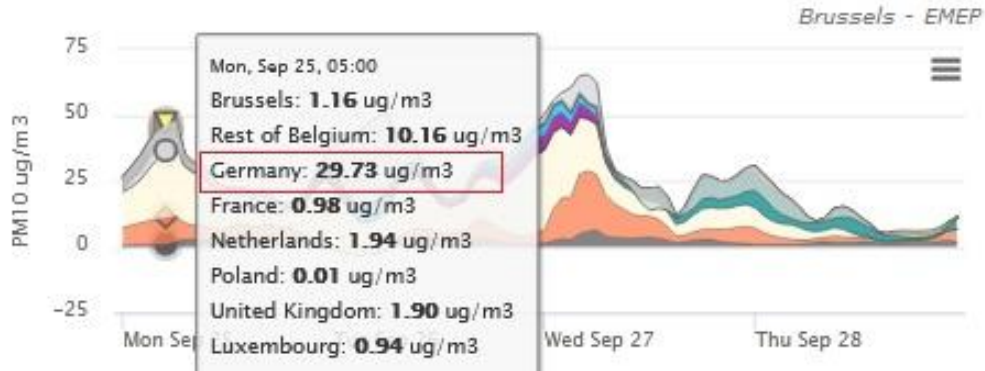 Brussels - EMEP
75
50
25
0
-25
PM10 ug/m3
Mon, Sep 25, 05:00
Brussels: 1.16 ug/m3
Rest of Belgium: 10.16 ug/m3
Germany: 29.73 ug/m3
France: 0.98 ug/m3
Netherlands: 1.94 ug/m3
Poland: 0.01 ug/m3
United Kingdom: 1.90 ug/m3
Luxembourg: 0.94 ug/m3
Mon Sep
Wed Sep 27
Thu Sep 28